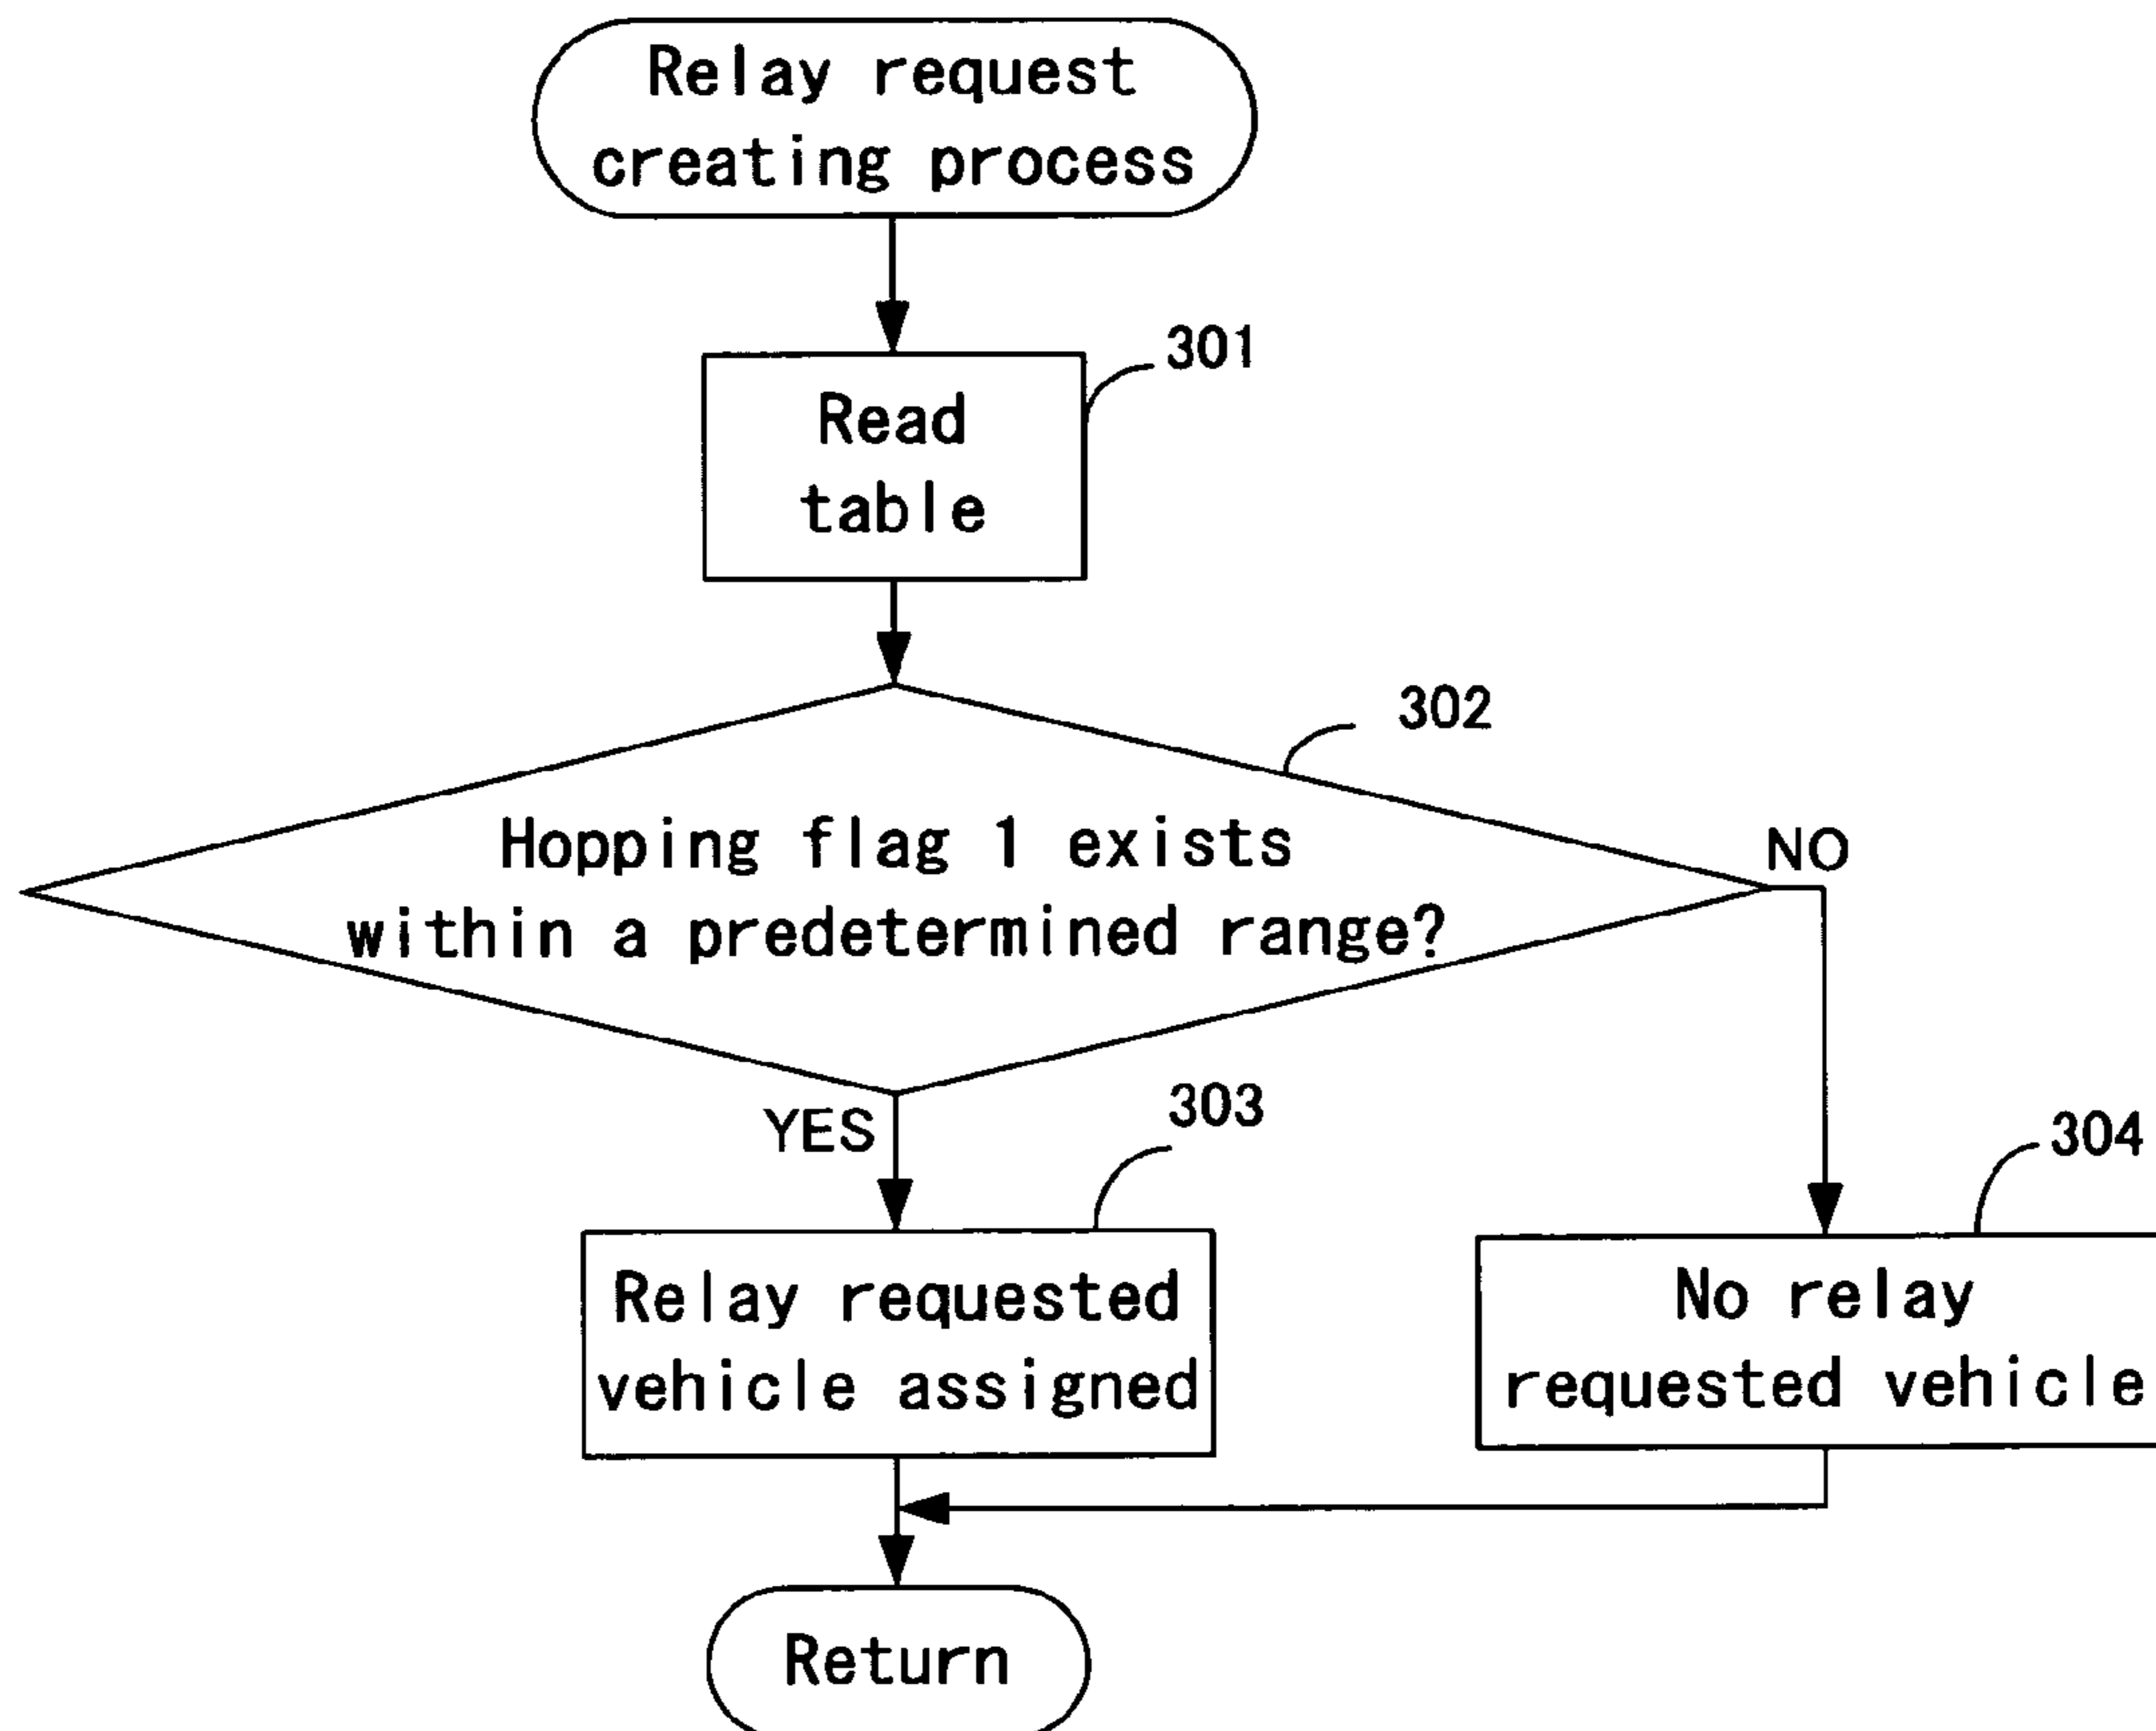 Relay request
creating process
301
Read
table
302
Hopping flag 1 exists
within a predetermined range?
NO
YES
303
304
Relay requested
vehicle assigned
No relay
requested vehicle
Return